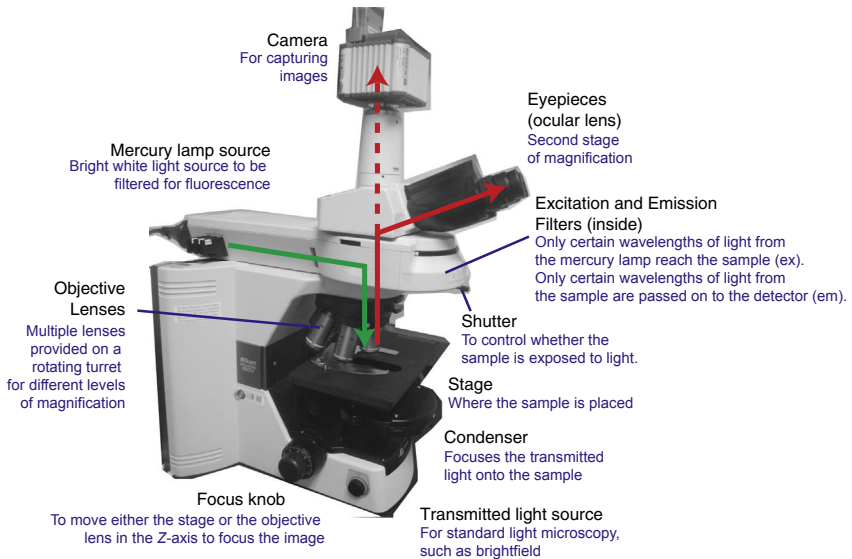 Camera
For capturing
images
Eyepieces
(ocular lens)
Second stage
of magnification
Mercury lamp source
Bright white light source to be
filtered for fluorescence
Excitation and Emission
Filters (inside)
Only certain wavelengths of light from
the mercury lamp reach the sample (ex).
Only certain wavelengths of light from
the sample are passed on to the detector (em).
Objective
Lenses
Multiple lenses
provided on a
rotating turret
for different levels
of magnification
Shutter
To control whether the
sample is exposed to light.
Stage
Where the sample is placed
Condenser
Focuses the transmitted
light onto the sample
Focus knob
To move either the stage or the objective
lens in the Z-axis to focus the image
Transmitted light source
For standard light microscopy,
such as brightfield
Nikon